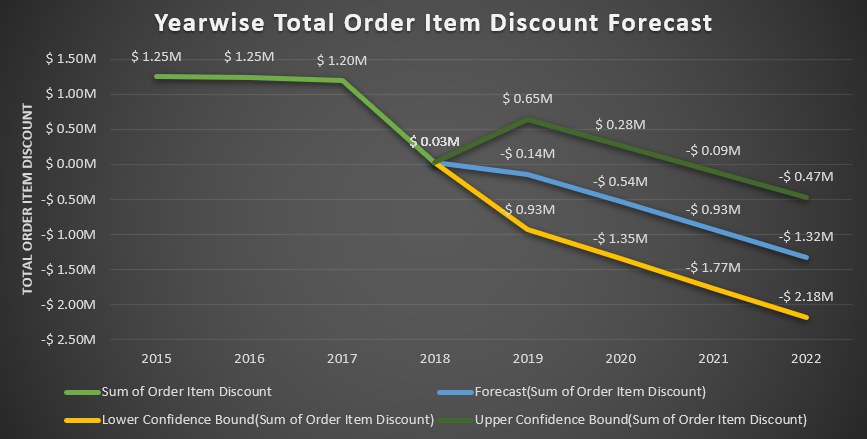 Yearwise Total Order Item Discount Forecast
TOTAL ORDER ITEM DISCOUNT
$ 1.50M
$ 1.00M
$ 0.50M
$ 0.00M
-$ 0.50M
-$ 1.00M
-$ 1.50M
-$ 2.00M
-$ 2.50M
$ 1.25M
$ 1.25M
$ 1.20M
$ 0.03M
$ 0.65M
$ 0.28M
-$ 0.09M
-$ 0.47M
-$ 0.14M
-$ 0.54M
-$ 0.93M
-$ 1.32M
-$ 0.93M
-$ 1.35M
-$ 1.77M
-$ 2.18M
2015 2016 2017 2018 2019 2020 2021 2022
Sum of Order Item Discount
Forecast(Sum of Order Item Discount)
Lower Confidence Bound(Sum of Order Item Discount)
Upper Confidence Bound(Sum of Order Item Discount)